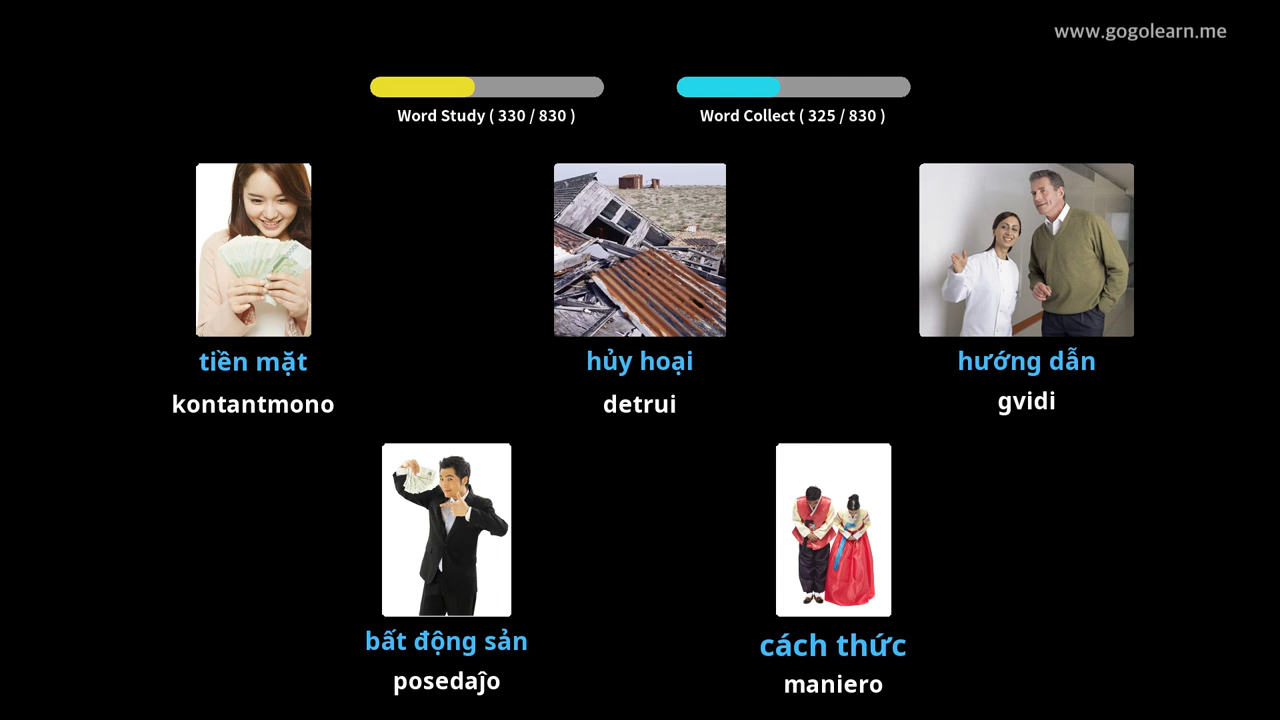 www.gogolearn.me
Word Study ( 330 / 830 )
Word Collect ( 325 / 830 )
tiền mặt
kontantmono
hủy hoại
detrui
hướng dẫn
gvidi
bất động sản
posedaĵo
cách thức
maniero